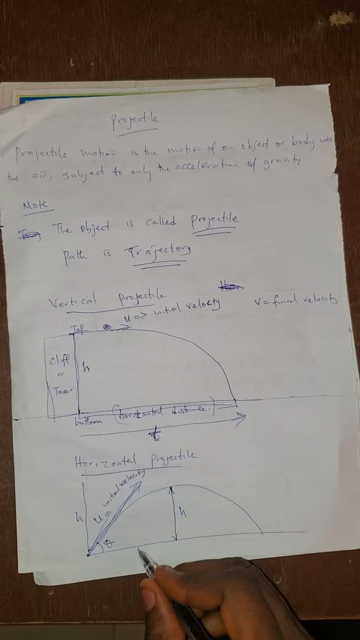 Projectile
Projectile motion is the motion of an object or body into
the air, subject to only the acceleration of gravity.
Note
The object is called projectile
Path is Trajectory
Vertical projectile
u => initial velocity
v = final velocity.
Top
Cliff
or
Tower
h
bottom (horizontal distance)
t
Horizontal projectile
h
u = initial velocity
h
θ